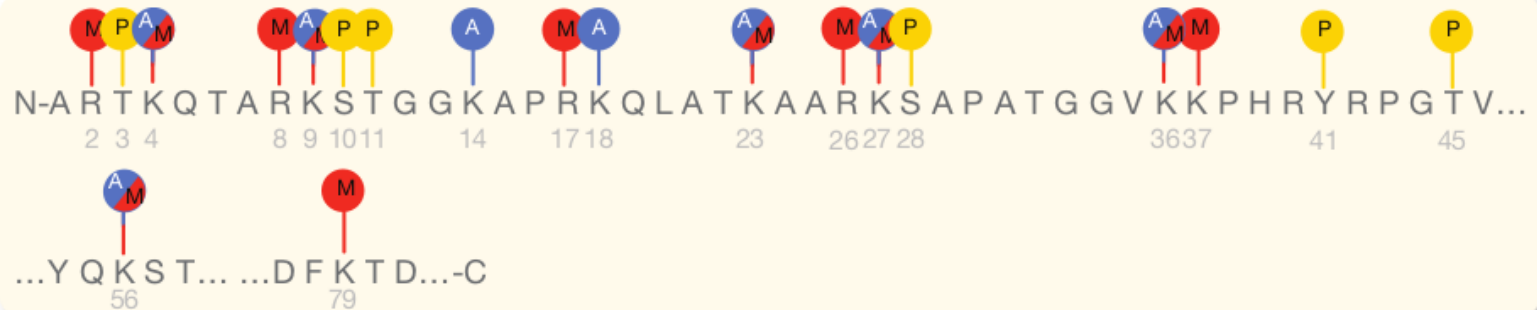 M P A M M A M P P A M A A M M A M P A M M P P
N-A R T K Q T A R K S T G G K A P R K Q L A T K A A R K S A P A T G G V K K P H R Y R P G T V...
2 3 4 8 9 10 11 14 17 18 23 26 27 28 36 37 41 45
A M M
...Y Q K S T... ...D F K T D...-C
56 79